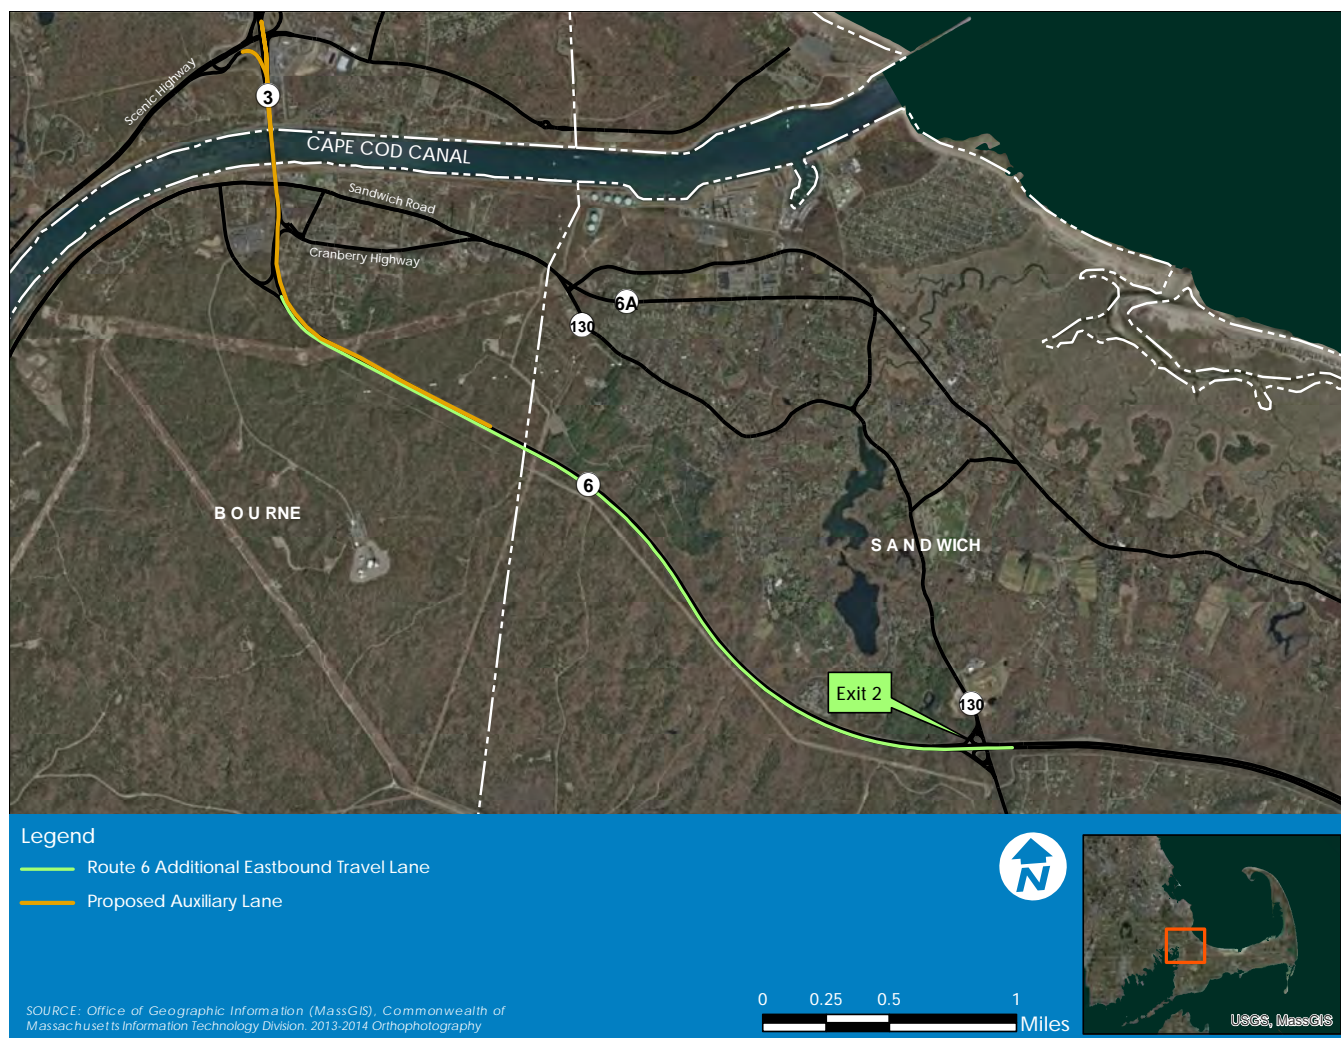 Scenic Highway
3
CAPE COD CANAL
Sandwich Road
Cranberry Highway
6A
130
6
BOURNE
SANDWICH
Exit 2
130
Legend
Route 6 Additional Eastbound Travel Lane
Proposed Auxiliary Lane
N
0 0.25 0.5 1
Miles
SOURCE: Office of Geographic Information (MassGIS), Commonwealth of
Massachusetts Information Technology Division. 2013-2014 Orthophotography
USGS, MassGIS